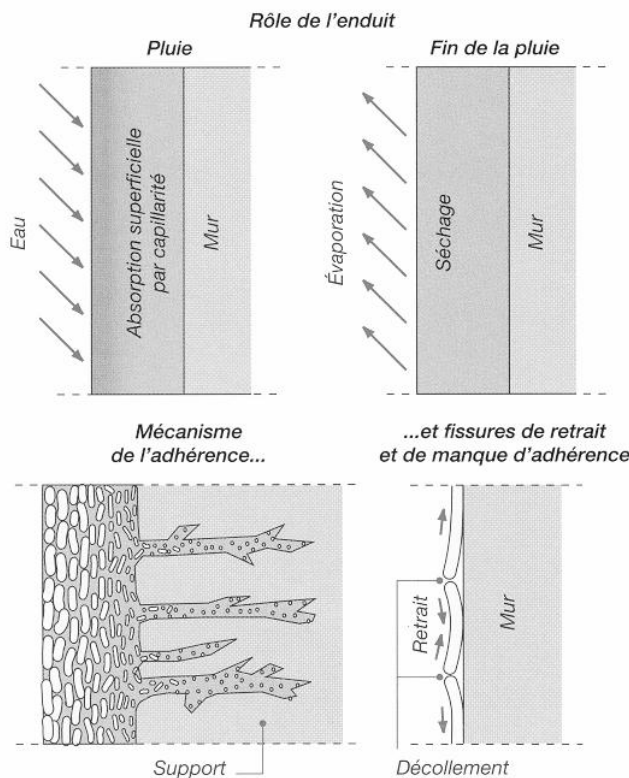 Rôle de l'enduit
Pluie
Fin de la pluie
Eau
Absorption superficielle
par capillarité
Mur
Évaporation
Séchage
Mur
Mécanisme
de l'adhérence...
...et fissures de retrait
et de manque d'adhérence
Retrait
Mur
Support
Décollement